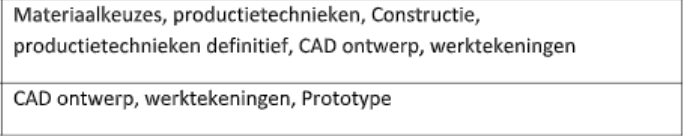 Materiaalkeuzes, productietechnieken, Constructie,
productietechnieken definitief, CAD ontwerp, werktekeningen
CAD ontwerp, werktekeningen, Prototype